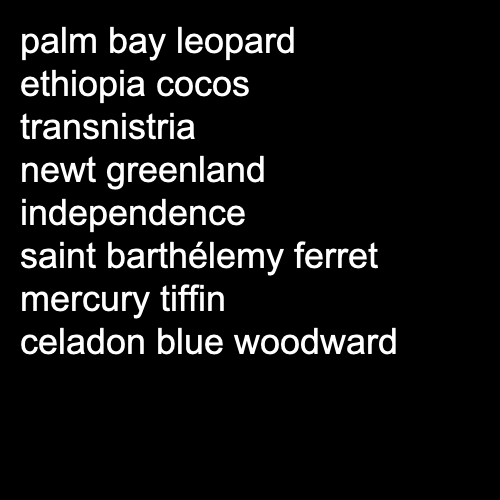 palm bay leopard
ethiopia cocos
transnistria
newt greenland
independence
saint barthélemy ferret
mercury tiffin
celadon blue woodward